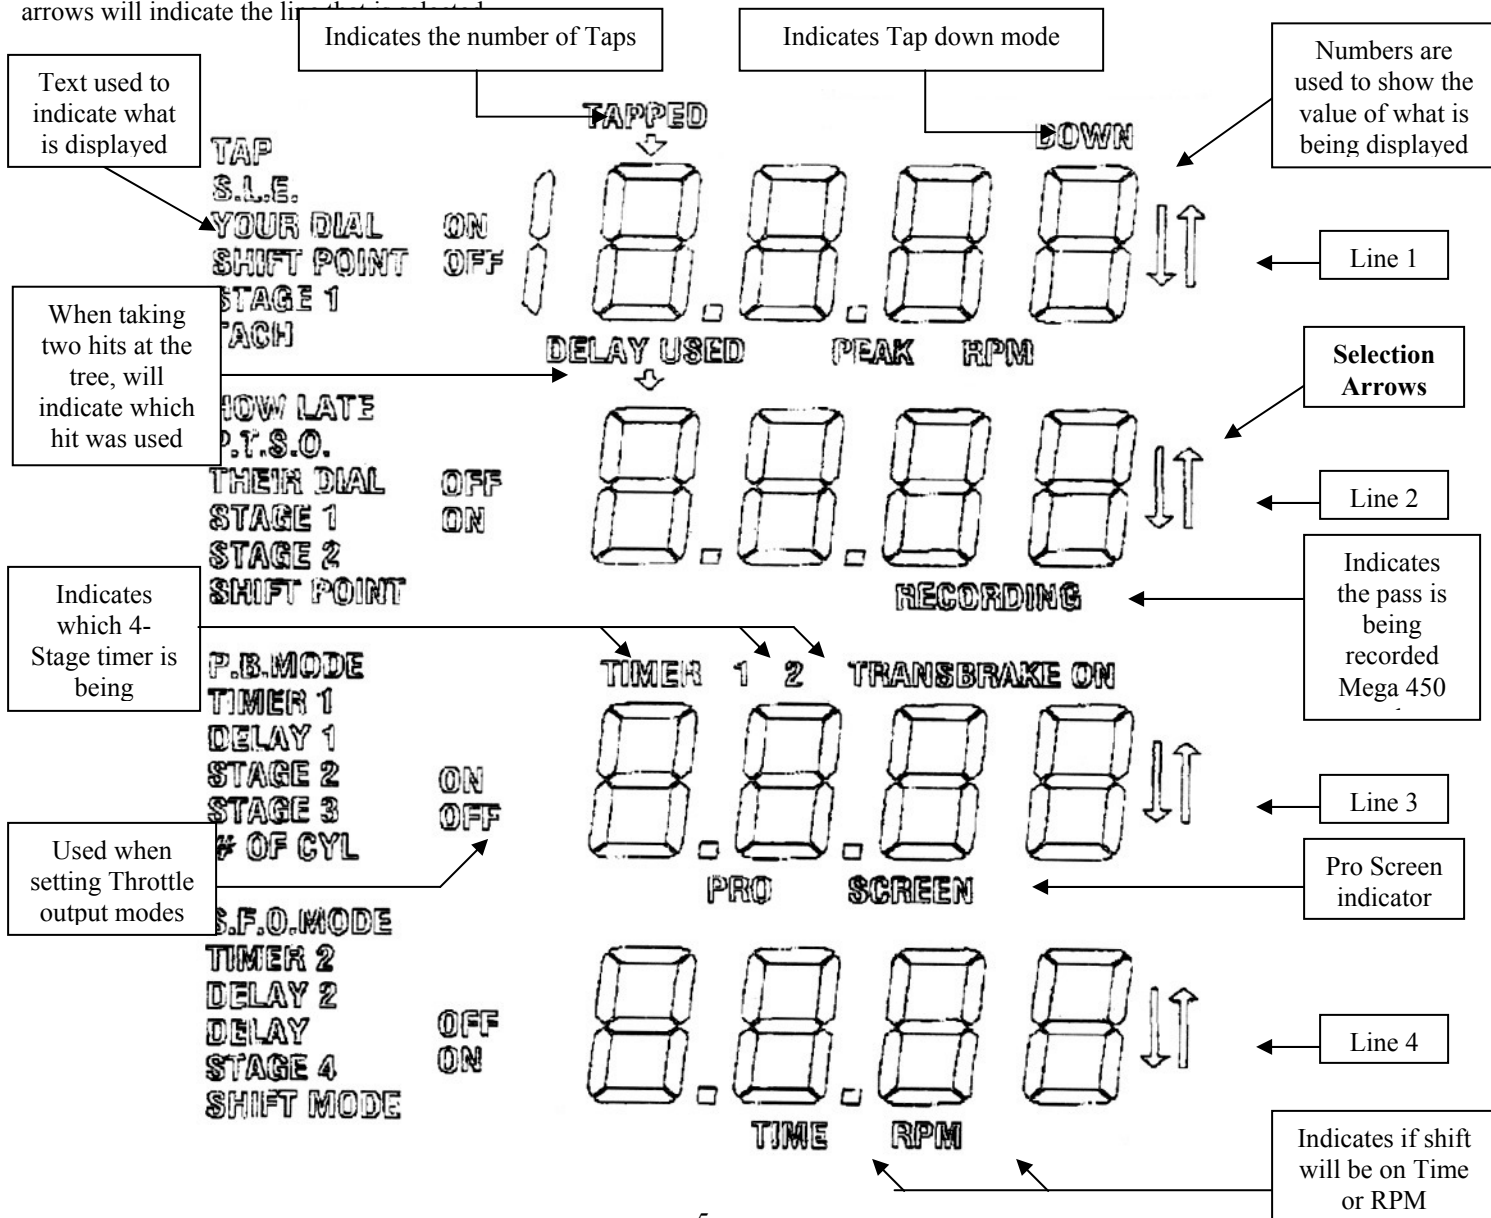 arrows will indicate the line that is selected
Indicates the number of Taps
Indicates Tap down mode
Numbers are
used to show the
value of what is
being displayed
Text used to
indicate what
is displayed
TAPPED
DOWN
TAP
S.L.E.
YOUR DIAL ON
SHIFT POINT OFF
STAGE 1
TACH
Line 1
When taking
two hits at the
tree, will
indicate which
hit was used
DELAY USED PEAK RPM
Selection
Arrows
HOW LATE
P.T.S.O.
THEIR DIAL OFF
STAGE 1 ON
STAGE 2
SHIFT POINT
Line 2
RECORDING
Indicates
the pass is
being
recorded
Mega 450
Indicates
which 4-
Stage timer is
being
P.B.MODE
TIMER 1
DELAY 1
STAGE 2 ON
STAGE 3 OFF
# OF CYL
TIMER 1 2 TRANSBRAKE ON
Line 3
Used when
setting Throttle
output modes
PRO SCREEN
Pro Screen
indicator
S.F.O.MODE
TIMER 2
DELAY 2
DELAY OFF
STAGE 4 ON
SHIFT MODE
Line 4
TIME RPM
Indicates if shift
will be on Time
or RPM
5